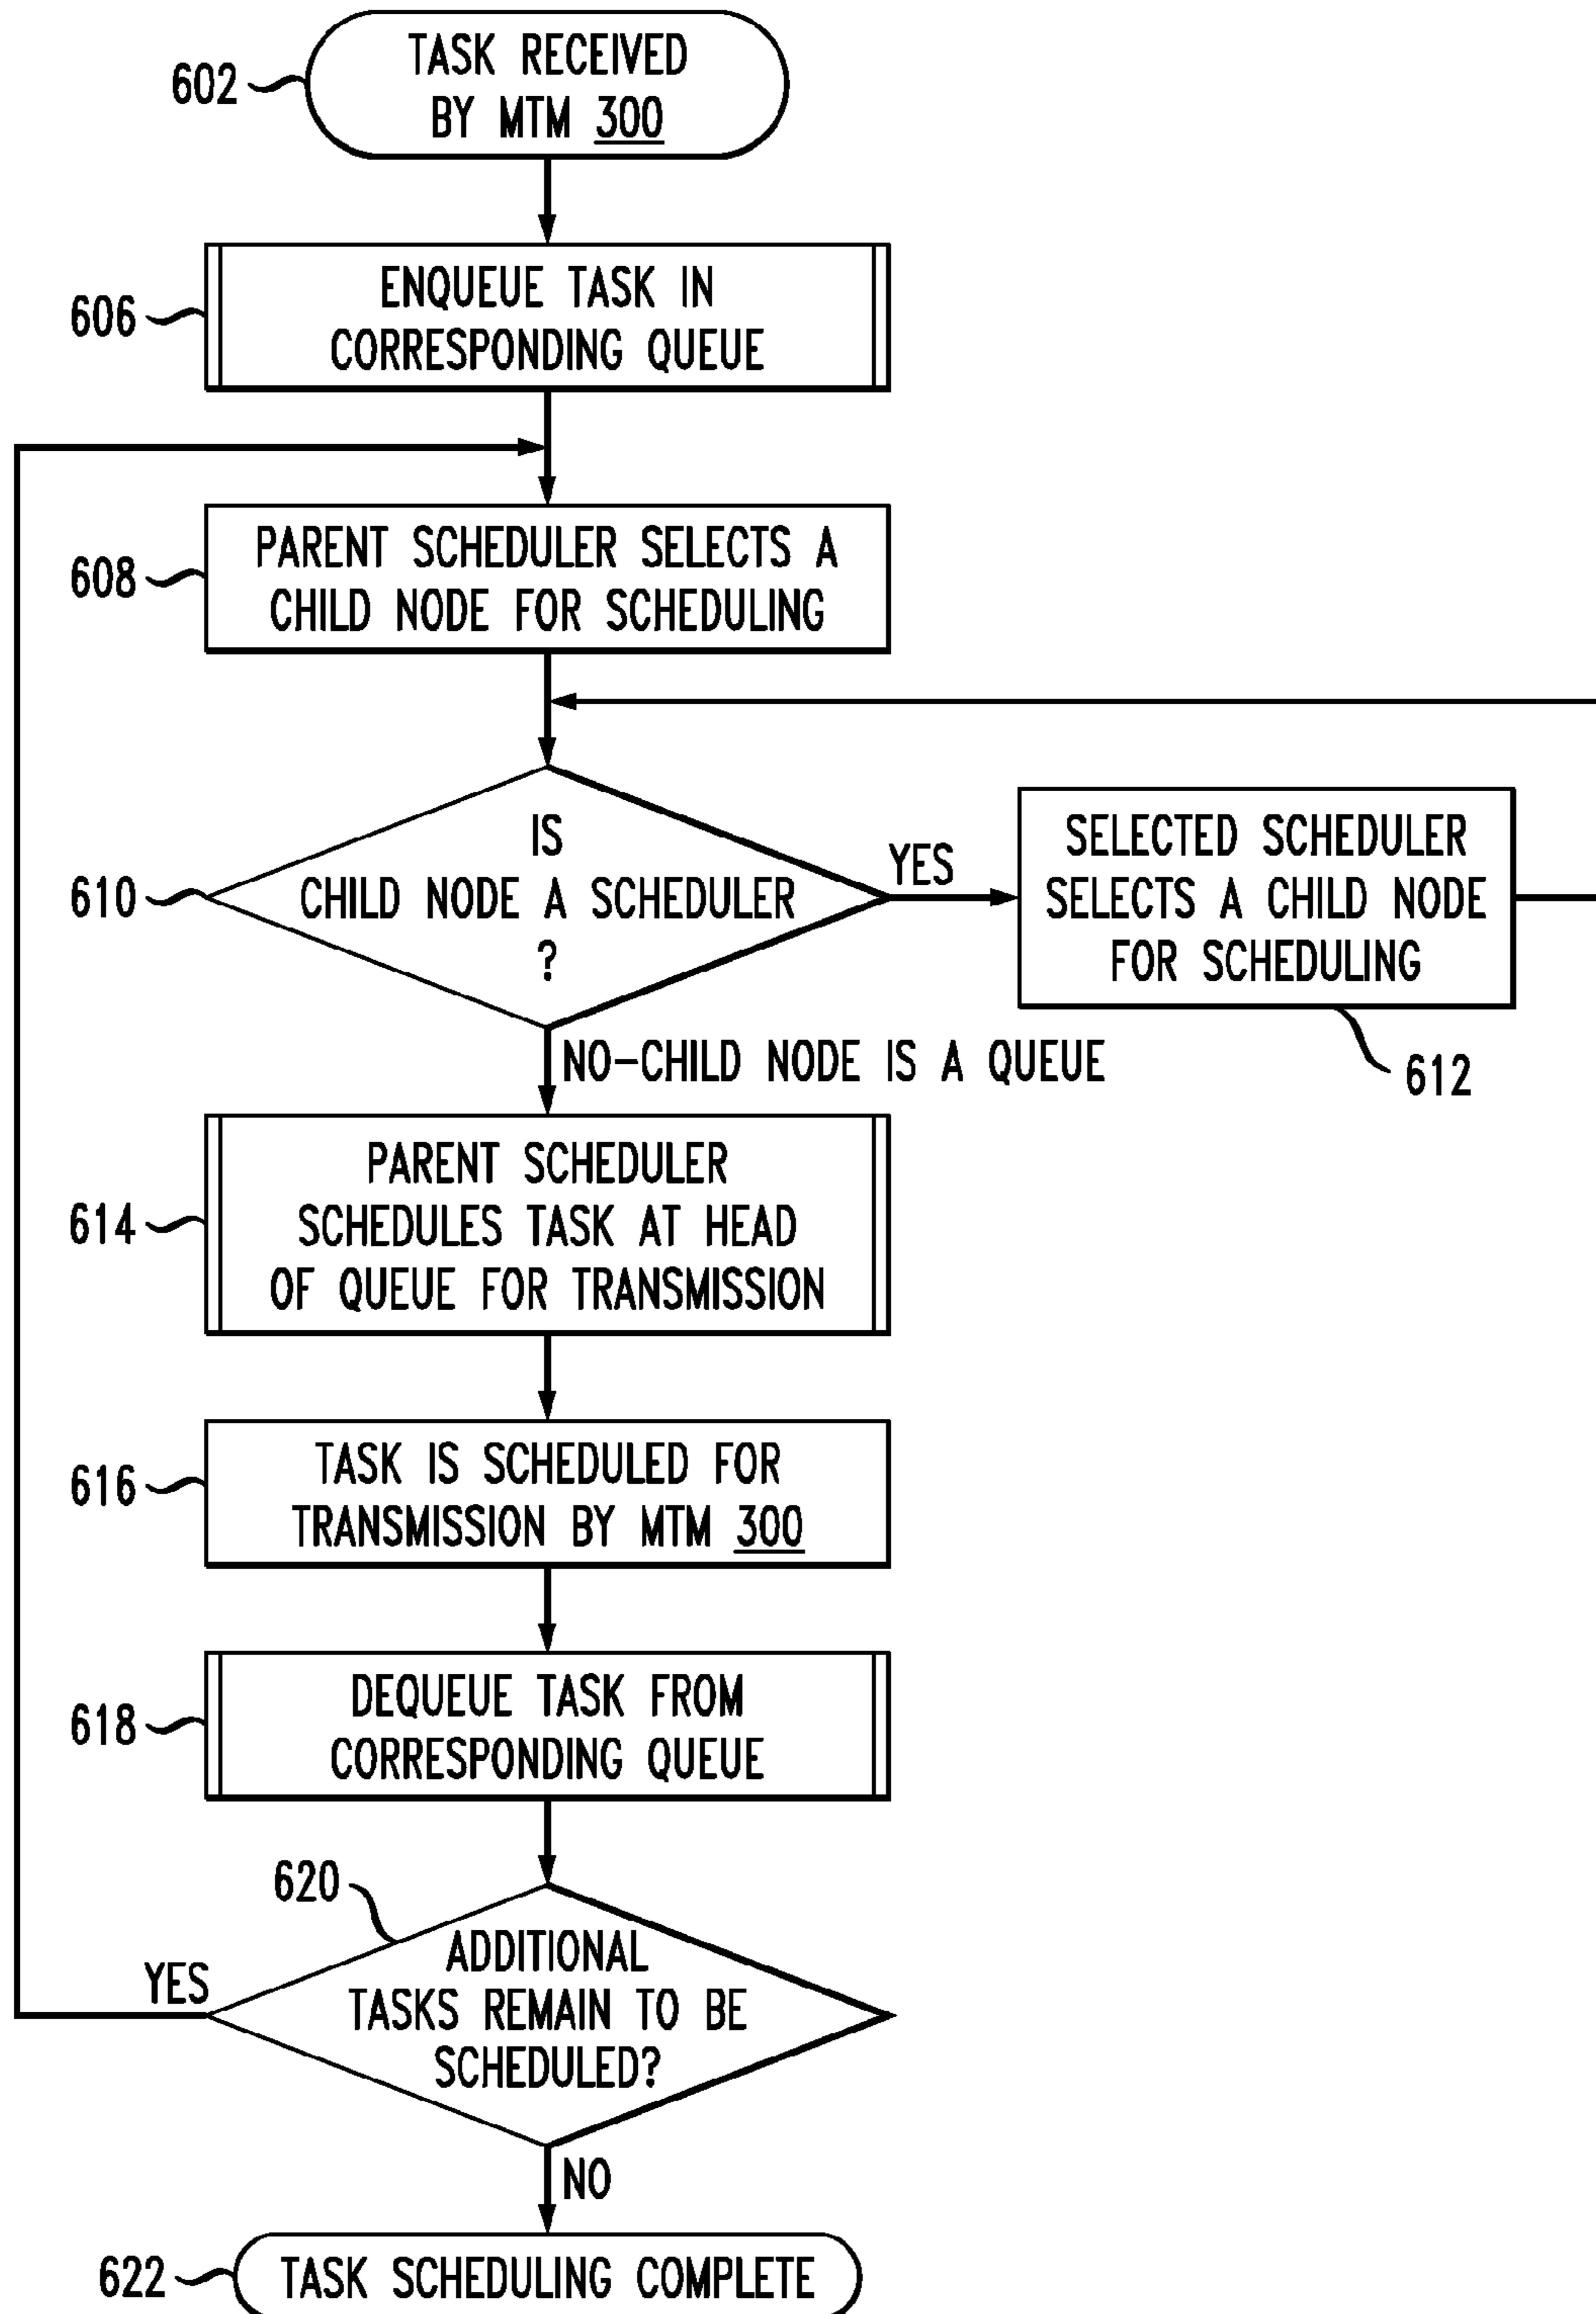 602
TASK RECEIVED
BY MTM 300
606
ENQUEUE TASK IN
CORRESPONDING QUEUE
608
PARENT SCHEDULER SELECTS A
CHILD NODE FOR SCHEDULING
610
IS
CHILD NODE A SCHEDULER
?
YES
SELECTED SCHEDULER
SELECTS A CHILD NODE
FOR SCHEDULING
612
NO-CHILD NODE IS A QUEUE
614
PARENT SCHEDULER
SCHEDULES TASK AT HEAD
OF QUEUE FOR TRANSMISSION
616
TASK IS SCHEDULED FOR
TRANSMISSION BY MTM 300
618
DEQUEUE TASK FROM
CORRESPONDING QUEUE
620
ADDITIONAL
TASKS REMAIN TO BE
SCHEDULED?
YES
NO
622
TASK SCHEDULING COMPLETE